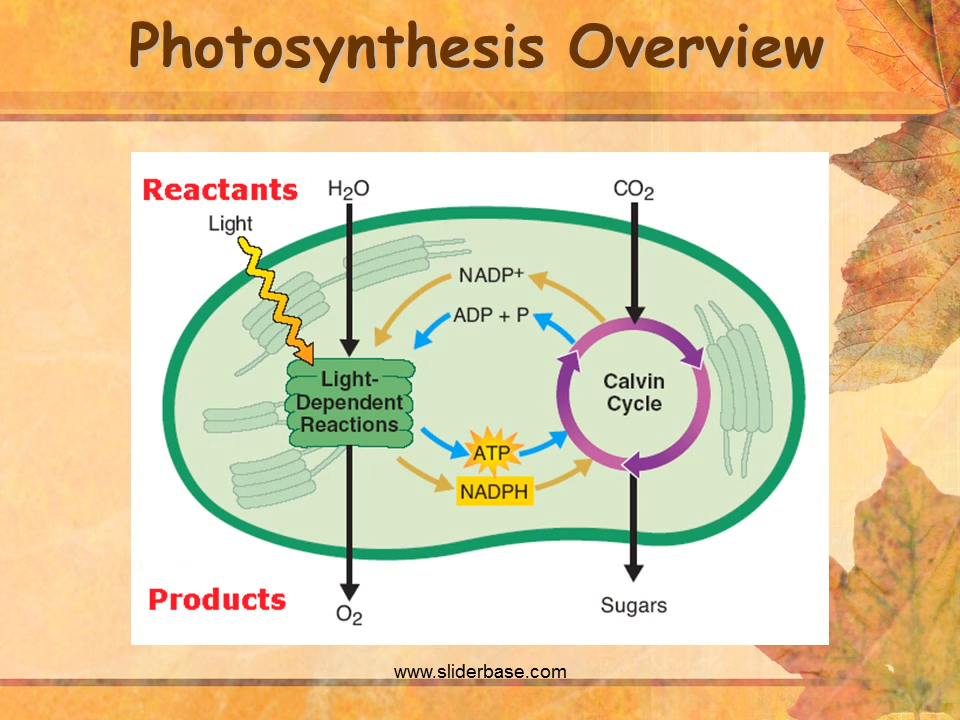 Photosynthesis Overview
Reactants
H₂O
CO₂
Light
NADP⁺
ADP + P
Light-
Dependent
Reactions
Calvin
Cycle
ATP
NADPH
Products
O₂
Sugars
www.sliderbase.com